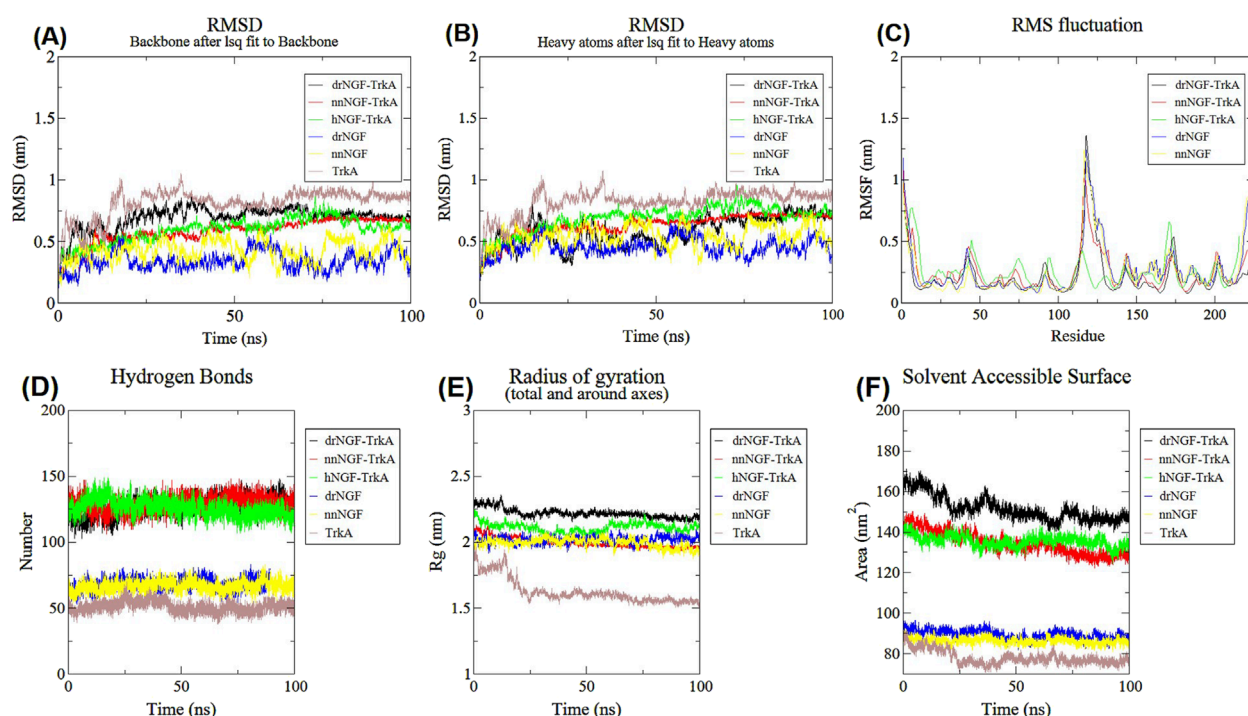 (A)
RMSD
Backbone after lsq fit to Backbone
RMSD (nm)
2
1.5
1
0.5
0
0
50
100
Time (ns)
drNGF-TrkA
nnNGF-TrkA
hNGF-TrkA
drNGF
nnNGF
TrkA
(B)
RMSD
Heavy atoms after lsq fit to Heavy atoms
RMSD (nm)
2
1.5
1
0.5
0
0
50
100
Time (ns)
drNGF-TrkA
nnNGF-TrkA
hNGF-TrkA
drNGF
nnNGF
TrkA
(C)
RMS fluctuation
RMSF (nm)
2
1.5
1
0.5
0
0
50
100
150
200
Residue
drNGF-TrkA
nnNGF-TrkA
hNGF-TrkA
drNGF
nnNGF
(D)
Hydrogen Bonds
Number
200
150
100
50
0
0
50
100
Time (ns)
drNGF-TrkA
nnNGF-TrkA
hNGF-TrkA
drNGF
nnNGF
TrkA
(E)
Radius of gyration
(total and around axes)
Rg (nm)
3
2.5
2
1.5
1
0
50
100
Time (ns)
drNGF-TrkA
nnNGF-TrkA
hNGF-TrkA
drNGF
nnNGF
TrkA
(F)
Solvent Accessible Surface
Area (nm²)
200
180
160
140
120
100
80
0
50
100
Time (ns)
drNGF-TrkA
nnNGF-TrkA
hNGF-TrkA
drNGF
nnNGF
TrkA